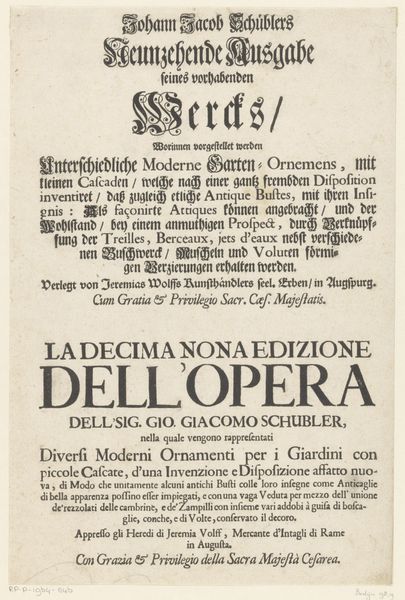 Johann Jacob Schüblers
Neunzehende Ausgabe
seines vorhabenden
Wercks/
Worinnen vorgestellet werden
Unterschiedliche Moderne Garten-Ornemens, mit
kleinen Cascaden/ welche nach einer gantz frembden Disposition
inventiret/ daß zugleich etliche Antique Bustes, mit ihren Insi-
gnis: Als façonirte Attiques können angebracht/ und der
Wohlstand/ bey einem anmuthigen Prospect, durch Verknüpf-
fung der Treilles, Berceaux, jets d'eaux nebst verschiede-
nen Buschwerck/ Muscheln und Voluten förmi-
gen Verzierungen erhalten werden.
Verlegt von Jeremias Wolffs Kunsthändlers seel. Erben/ in Augspurg.
Cum Gratia & Privilegio Sacr. Cæs. Majestatis.
LA DECIMA NONA EDIZIONE
DELL'OPERA
DELL'SIG. GIO. GIACOMO SCHUBLER,
nella quale vengono rappresentati
Diversi Moderni Ornamenti per i Giardini con
piccole Cascate, d'una Invenzione e Disposizione affatto nuo-
va, di Modo che unitamente alcuni antichi Busti colle loro insegne come Anticaglie
di bella apparenza possino esser impiegati, e con una vaga Veduta per mezzo dell' unione
de'rezzolati delle cambrine, e de' Zampilli con insieme vari addobi à guisa di bosca-
glie, conche, e di Volte, conservato il decoro.
Appresso gli Heredi di Jeremia Volff, Mercante d'Intagli di Rame
in Augusta.
Con Grazia & Privilegio della Sacra Majestà Cesarea.
RP-P-1964-840